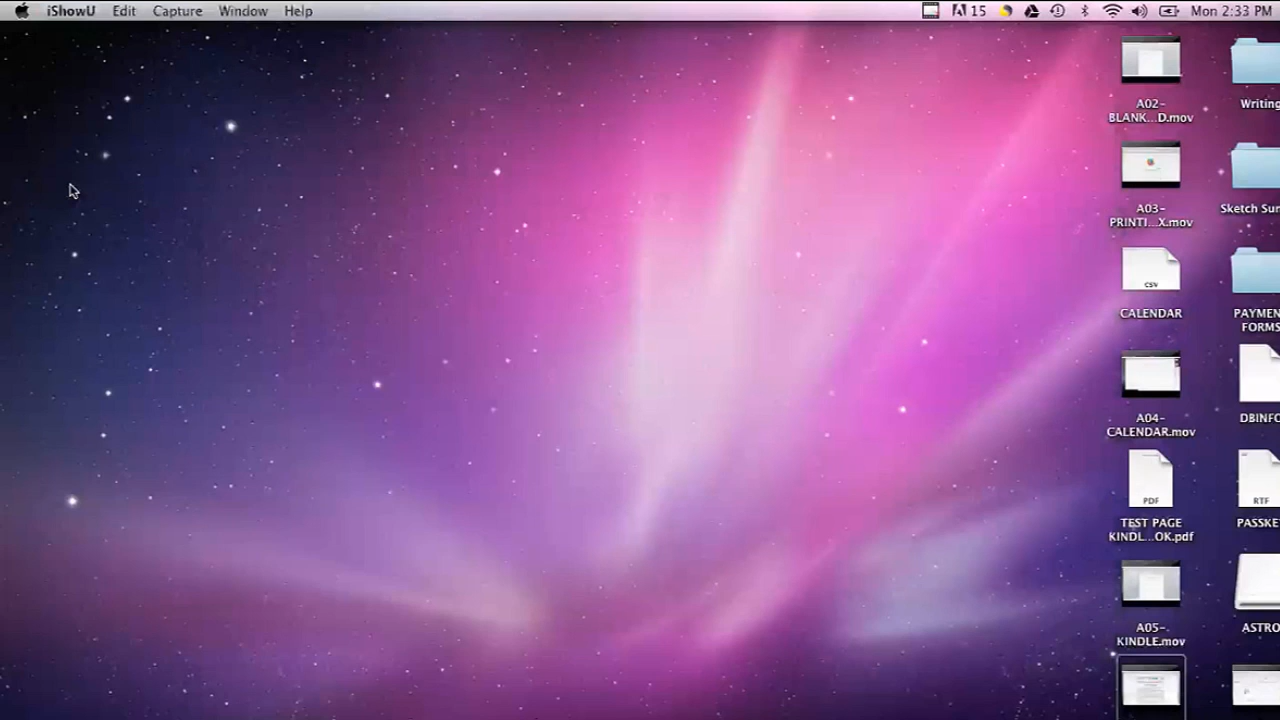 iShowU Edit Capture Window Help 15 Mon 2:33 PM
A02-
BLANK...D.mov
Writing
A03-
PRINTI...X.mov
Sketch Sur
CSV
CALENDAR
PAYMEN
FORMS
A04-
CALENDAR.mov
DBINFO
PDF
TEST PAGE
KINDL...OK.pdf
RTF
PASSKE
A05-
KINDLE.mov
ASTRO